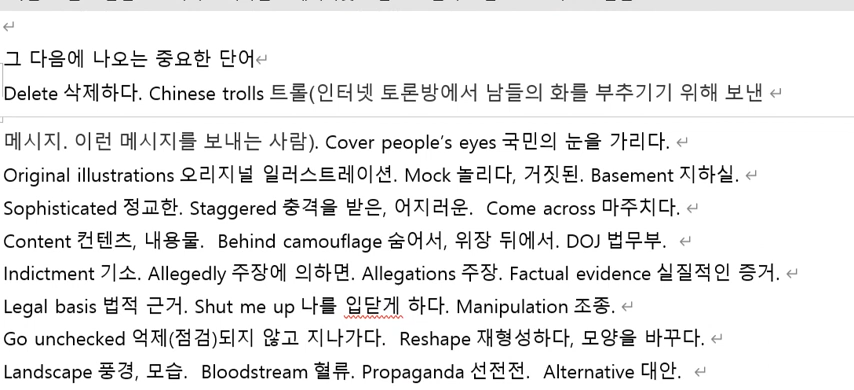 그 다음에 나오는 중요한 단어
Delete 삭제하다. Chinese trolls 트롤(인터넷 토론방에서 남들의 화를 부추기기 위해 보낸
메시지. 이런 메시지를 보내는 사람). Cover people's eyes 국민의 눈을 가리다.
Original illustrations 오리지널 일러스트레이션. Mock 놀리다, 거짓된. Basement 지하실.
Sophisticated 정교한. Staggered 충격을 받은, 어지러운. Come across 마주치다.
Content 컨텐츠, 내용물. Behind camouflage 숨어서, 위장 뒤에서. DOJ 법무부.
Indictment 기소. Allegedly 주장에 의하면. Allegations 주장. Factual evidence 실질적인 증거.
Legal basis 법적 근거. Shut me up 나를 입닫게 하다. Manipulation 조종.
Go unchecked 억제(점검)되지 않고 지나가다. Reshape 재형성하다, 모양을 바꾸다.
Landscape 풍경, 모습. Bloodstream 혈류. Propaganda 선전전. Alternative 대안.